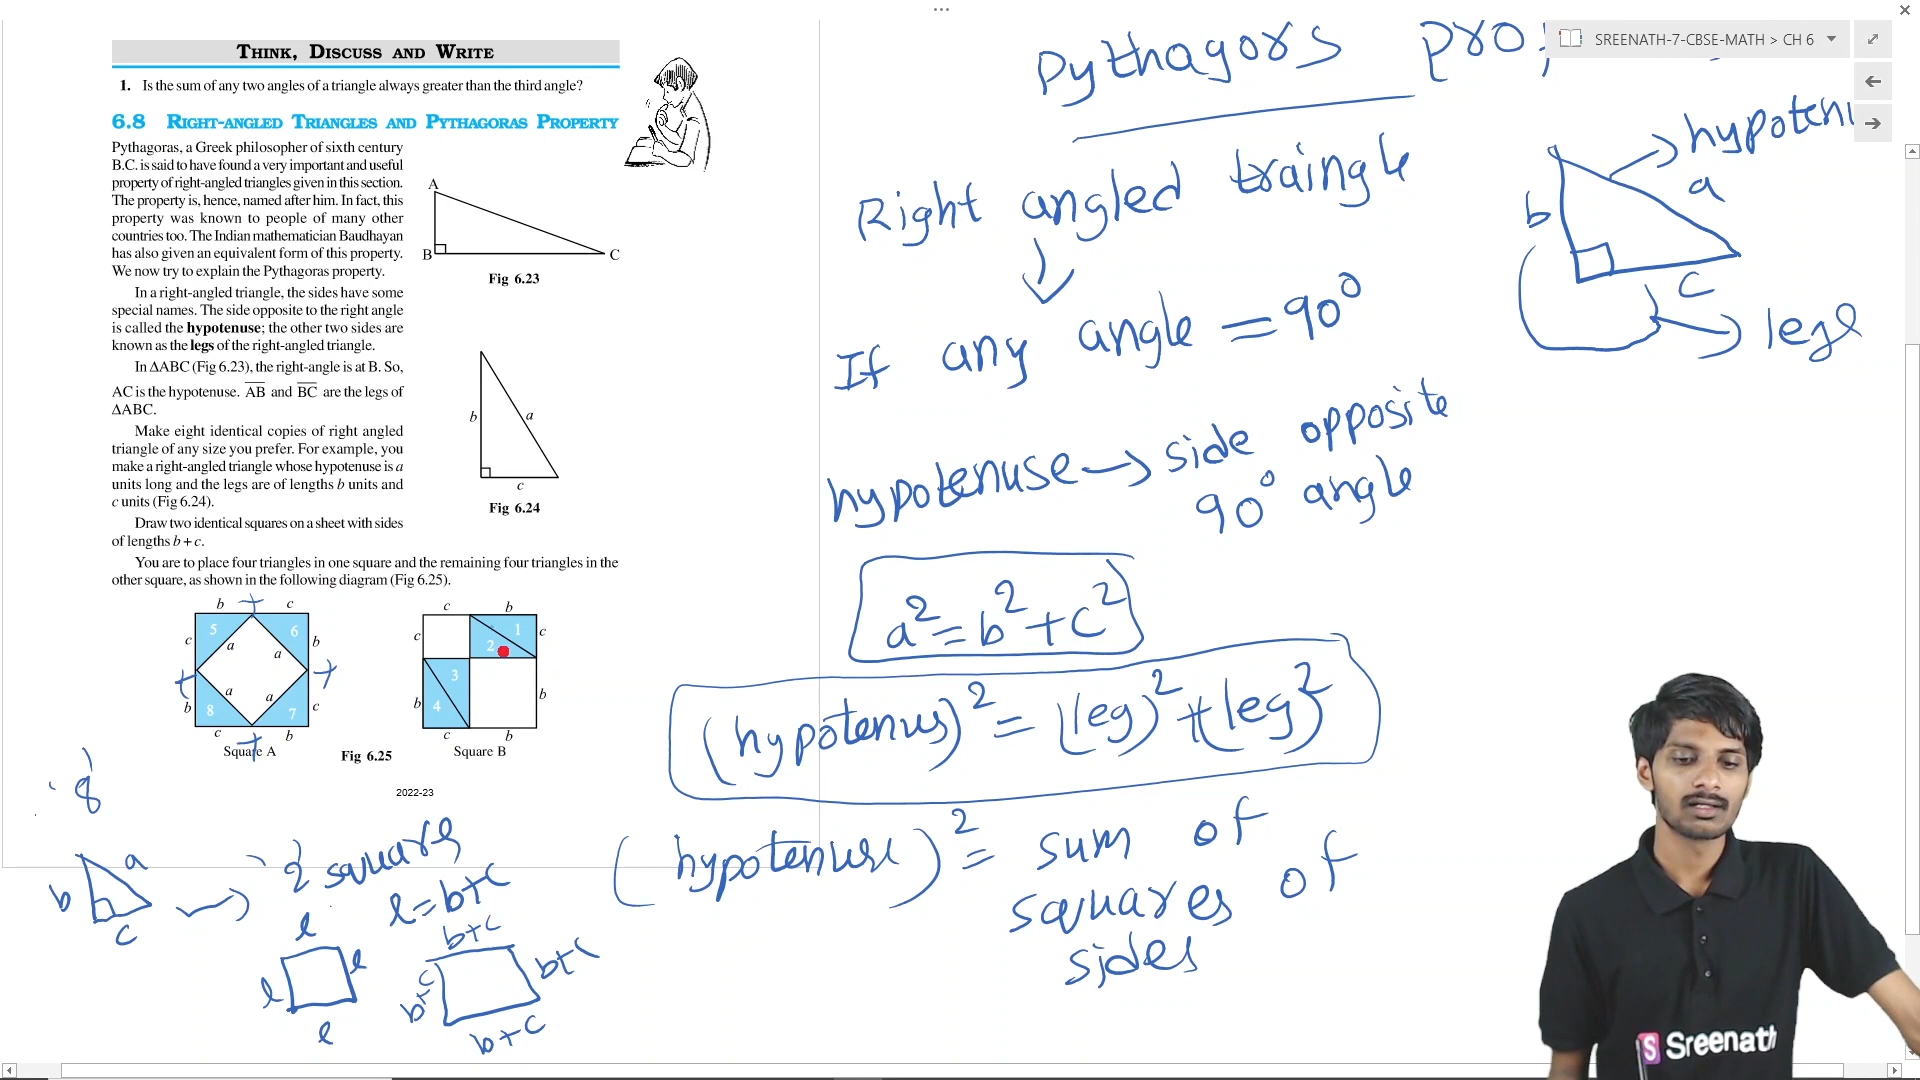 THINK, DISCUSS AND WRITE
1. Is the sum of any two angles of a triangle always greater than the third angle?
6.8 RIGHT-ANGLED TRIANGLES AND PYTHAGORAS PROPERTY
Pythagoras, a Greek philosopher of sixth century
B.C. is said to have found a very important and useful
property of right-angled triangles given in this section.
The property is, hence, named after him. In fact, this
property was known to people of many other
countries too. The Indian mathematician Baudhayan
has also given an equivalent form of this property.
We now try to explain the Pythagoras property.
In a right-angled triangle, the sides have some
special names. The side opposite to the right angle
is called the hypotenuse; the other two sides are
known as the legs of the right-angled triangle.
In ΔABC (Fig 6.23), the right-angle is at B. So,
AC is the hypotenuse. AB and BC are the legs of
ΔABC.
Make eight identical copies of right angled
triangle of any size you prefer. For example, you
make a right-angled triangle whose hypotenuse is a
units long and the legs are of lengths b units and
c units (Fig 6.24).
Draw two identical squares on a sheet with sides
of lengths b + c.
You are to place four triangles in one square and the remaining four triangles in the
other square, as shown in the following diagram (Fig 6.25).
A
B
C
Fig 6.23
b
a
c
Fig 6.24
b + c
c 5 6 b
a a
+ +
a a
b 8 7 c
c + b
Square A
Fig 6.25
c b
c 1 c
2
3
b 4 b
c b
Square B
2022-23
8
a
b
c
2 squares
l=b+c
l
l l
l
b+c
b+c b+c
b+c
Pythagors pro
Right angled traingle
If any angle = 90°
hypotenuse → side opposite
90° angle
a²=b²+c²
(hypotenus)² = (leg)²+(leg)²
(hypotenuse)² = sum of
squares of
sides
hypotenu
a
b
c
legs
SREENATH-7-CBSE-MATH > CH 6
S Sreenath